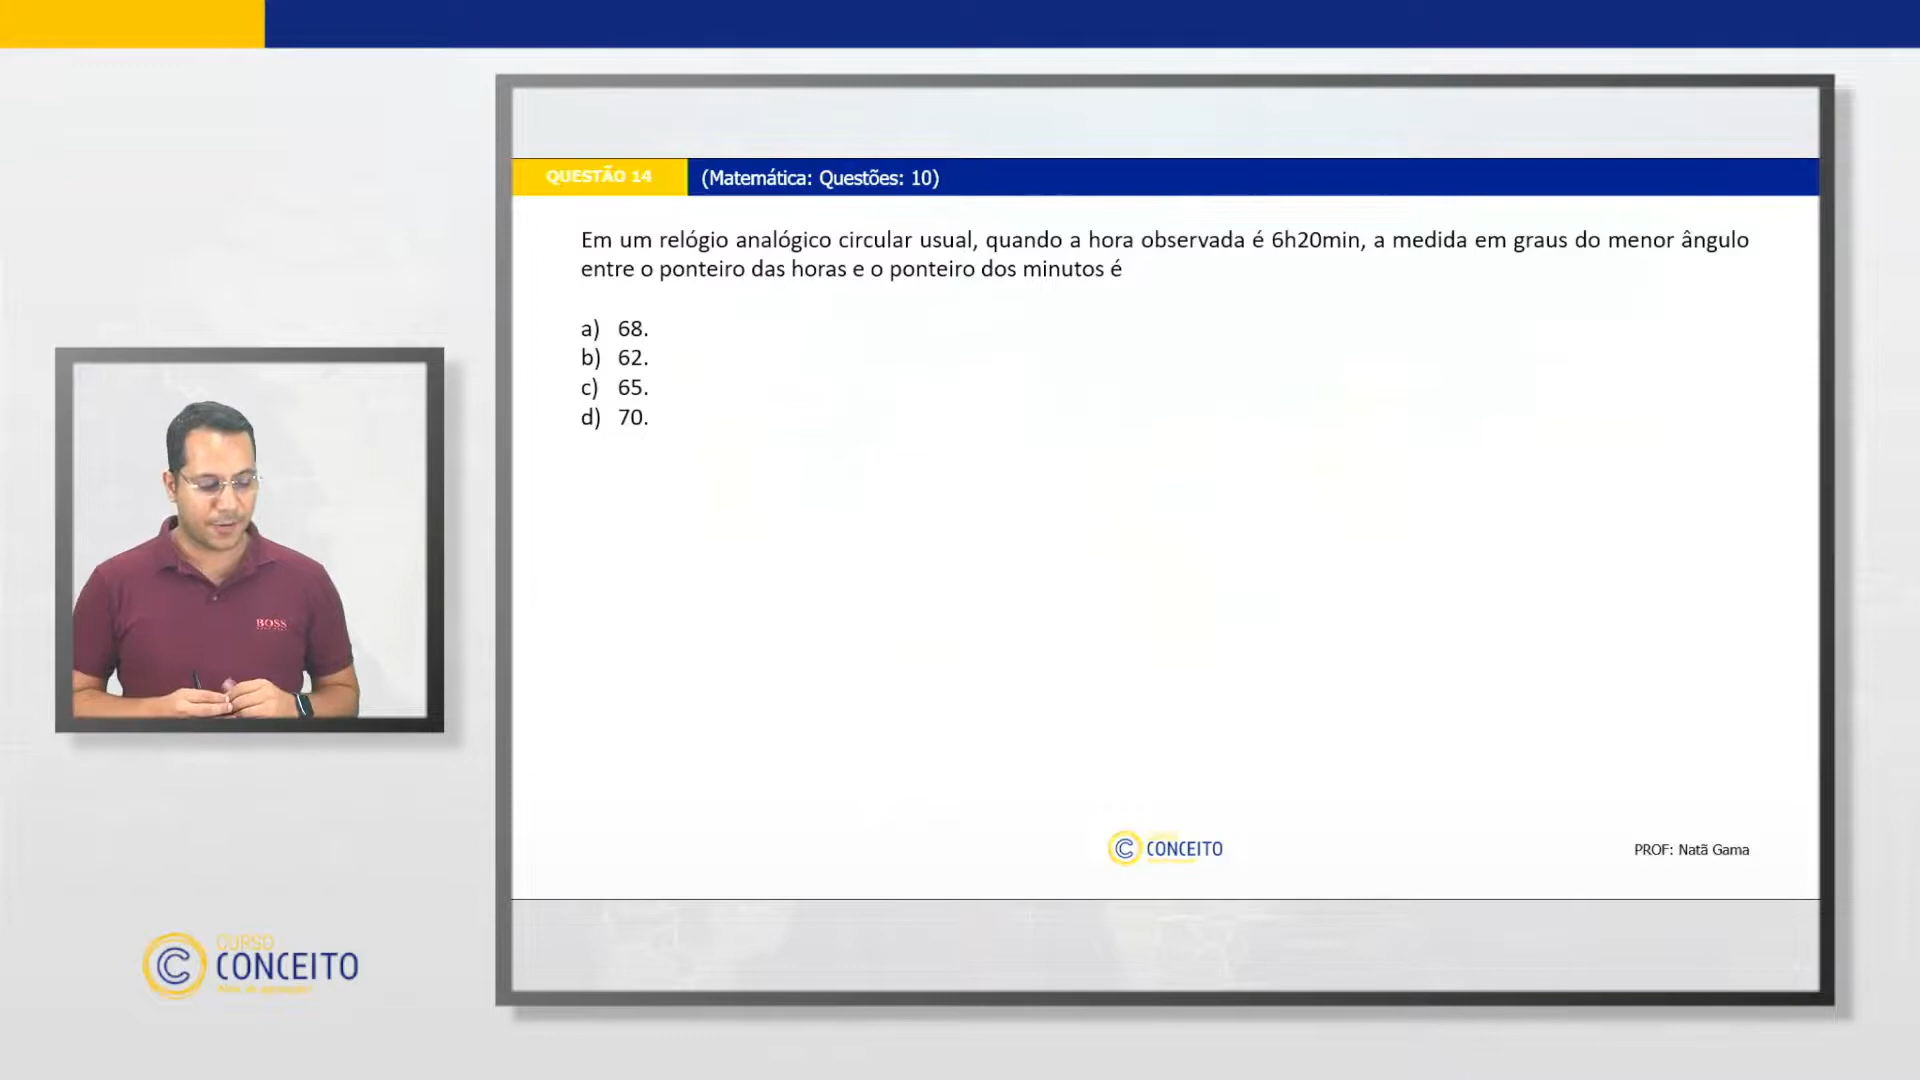 QUESTÃO 14
(Matemática: Questões: 10)
Em um relógio analógico circular usual, quando a hora observada é 6h20min, a medida em graus do menor ângulo
entre o ponteiro das horas e o ponteiro dos minutos é
a) 68.
b) 62.
c) 65.
d) 70.
BOSS
CONCEITO
PROF: Natã Gama
CURSO
CONCEITO